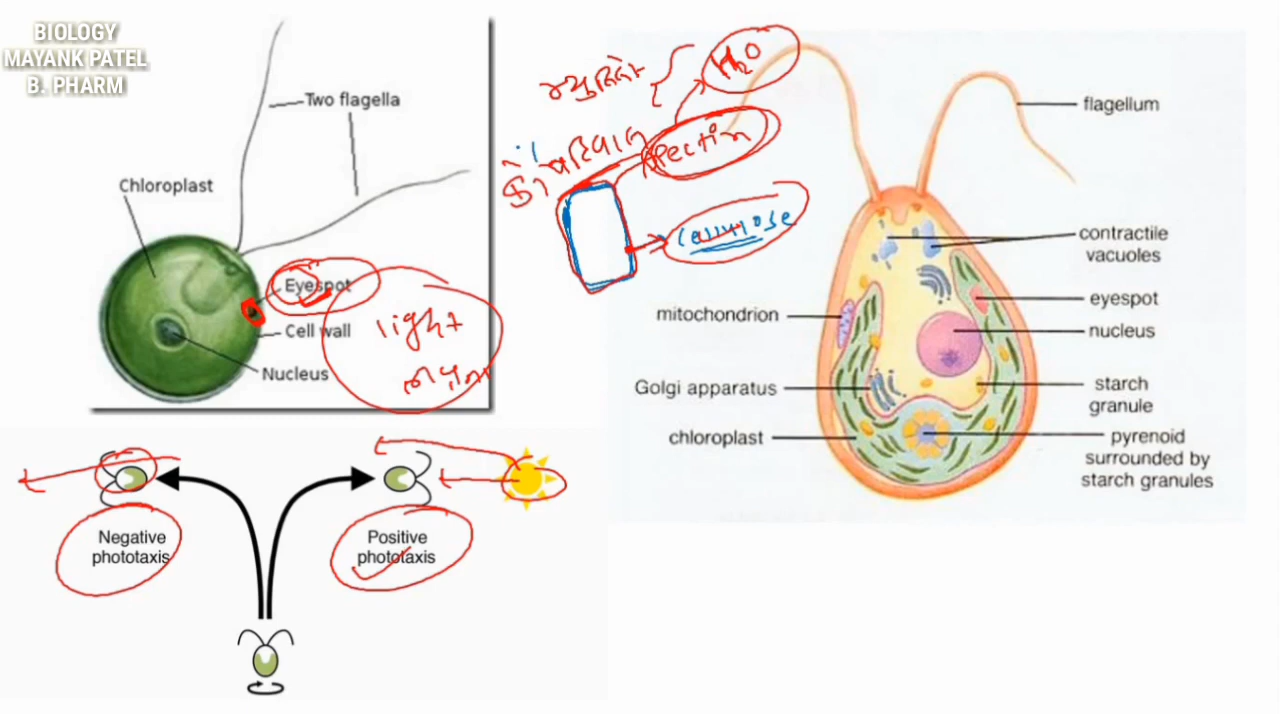 BIOLOGY
MAYANK PATEL
B. PHARM
Two flagella
Chloroplast
Eyespot
Cell wall
Nucleus
light
H₂O
Pectin
flagellum
contractile
vacuoles
eyespot
mitochondrion
nucleus
Golgi apparatus
starch
granule
chloroplast
pyrenoid
surrounded by
starch granules
Negative
phototaxis
Positive
phototaxis